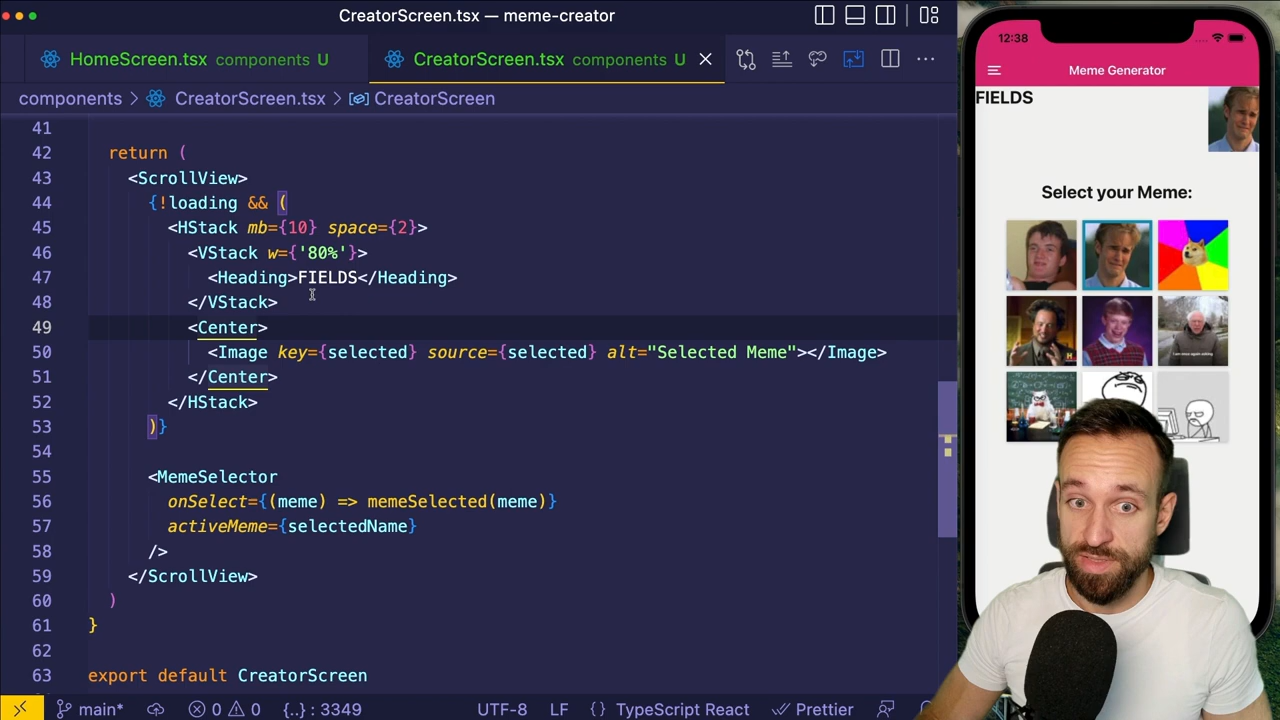 CreatorScreen.tsx — meme-creator
HomeScreen.tsx components U
CreatorScreen.tsx components U
components > CreatorScreen.tsx > CreatorScreen
41
42 return (
43 <ScrollView>
44 {!loading && (
45 <HStack mb={10} space={2}>
46 <VStack w={'80%'}>
47 <Heading>FIELDS</Heading>
48 </VStack>
49 <Center>
50 <Image key={selected} source={selected} alt="Selected Meme"></Image>
51 </Center>
52 </HStack>
53 )}
54
55 <MemeSelector
56 onSelect={(meme) => memeSelected(meme)}
57 activeMeme={selectedName}
58 />
59 </ScrollView>
60 )
61 }
62
63 export default CreatorScreen
main* 0 0 {..} : 3349 UTF-8 LF {} TypeScript React Prettier
12:38
Meme Generator
FIELDS
Select your Meme: